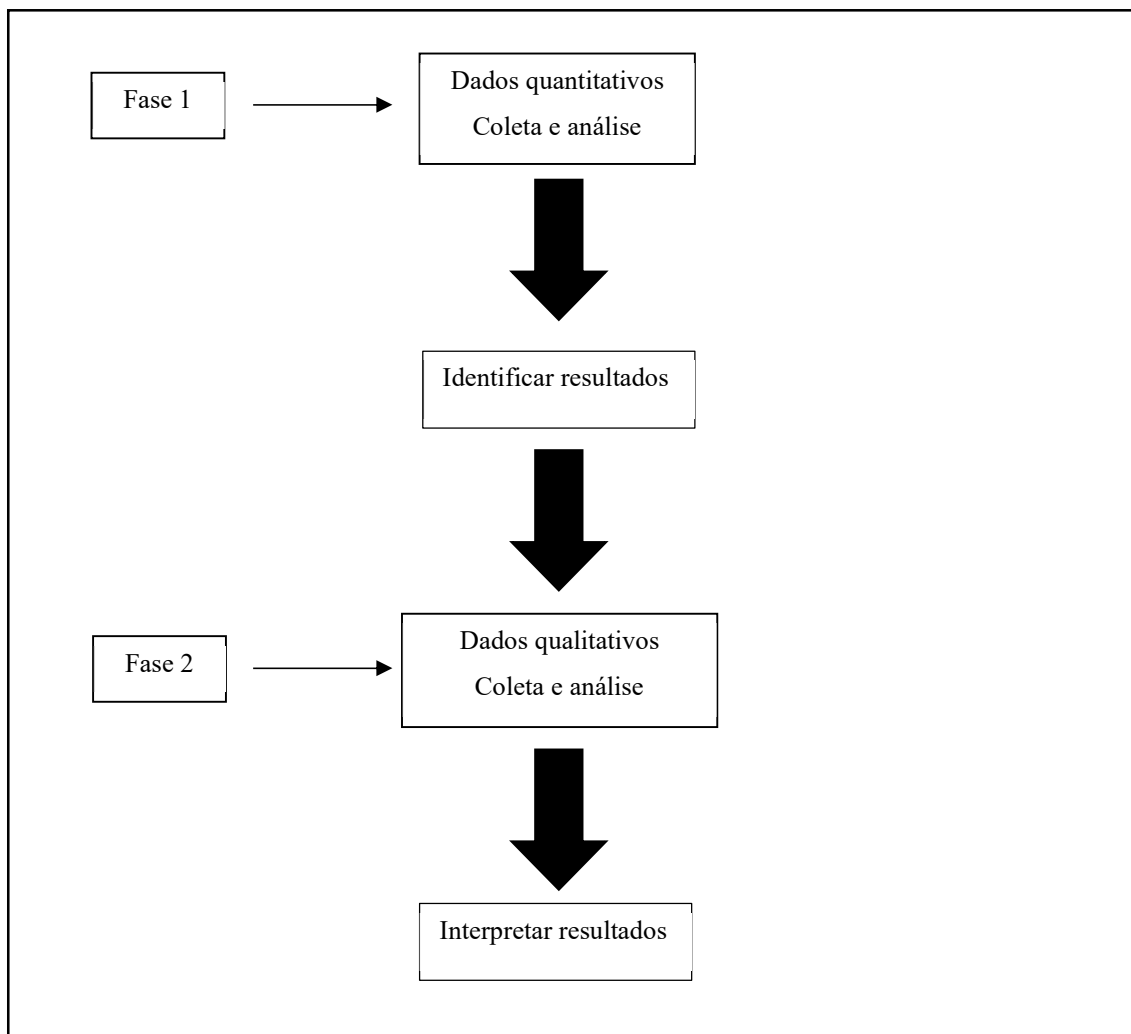 Fase 1
Dados quantitativos
Coleta e análise
Identificar resultados
Fase 2
Dados qualitativos
Coleta e análise
Interpretar resultados